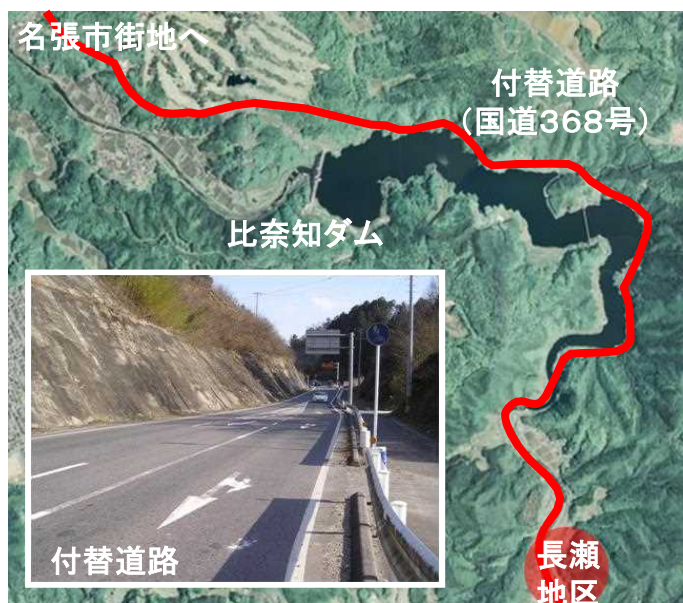 名張市街地へ
付替道路
（国道３６８号）
比奈知ダム
付替道路
長瀬
地区